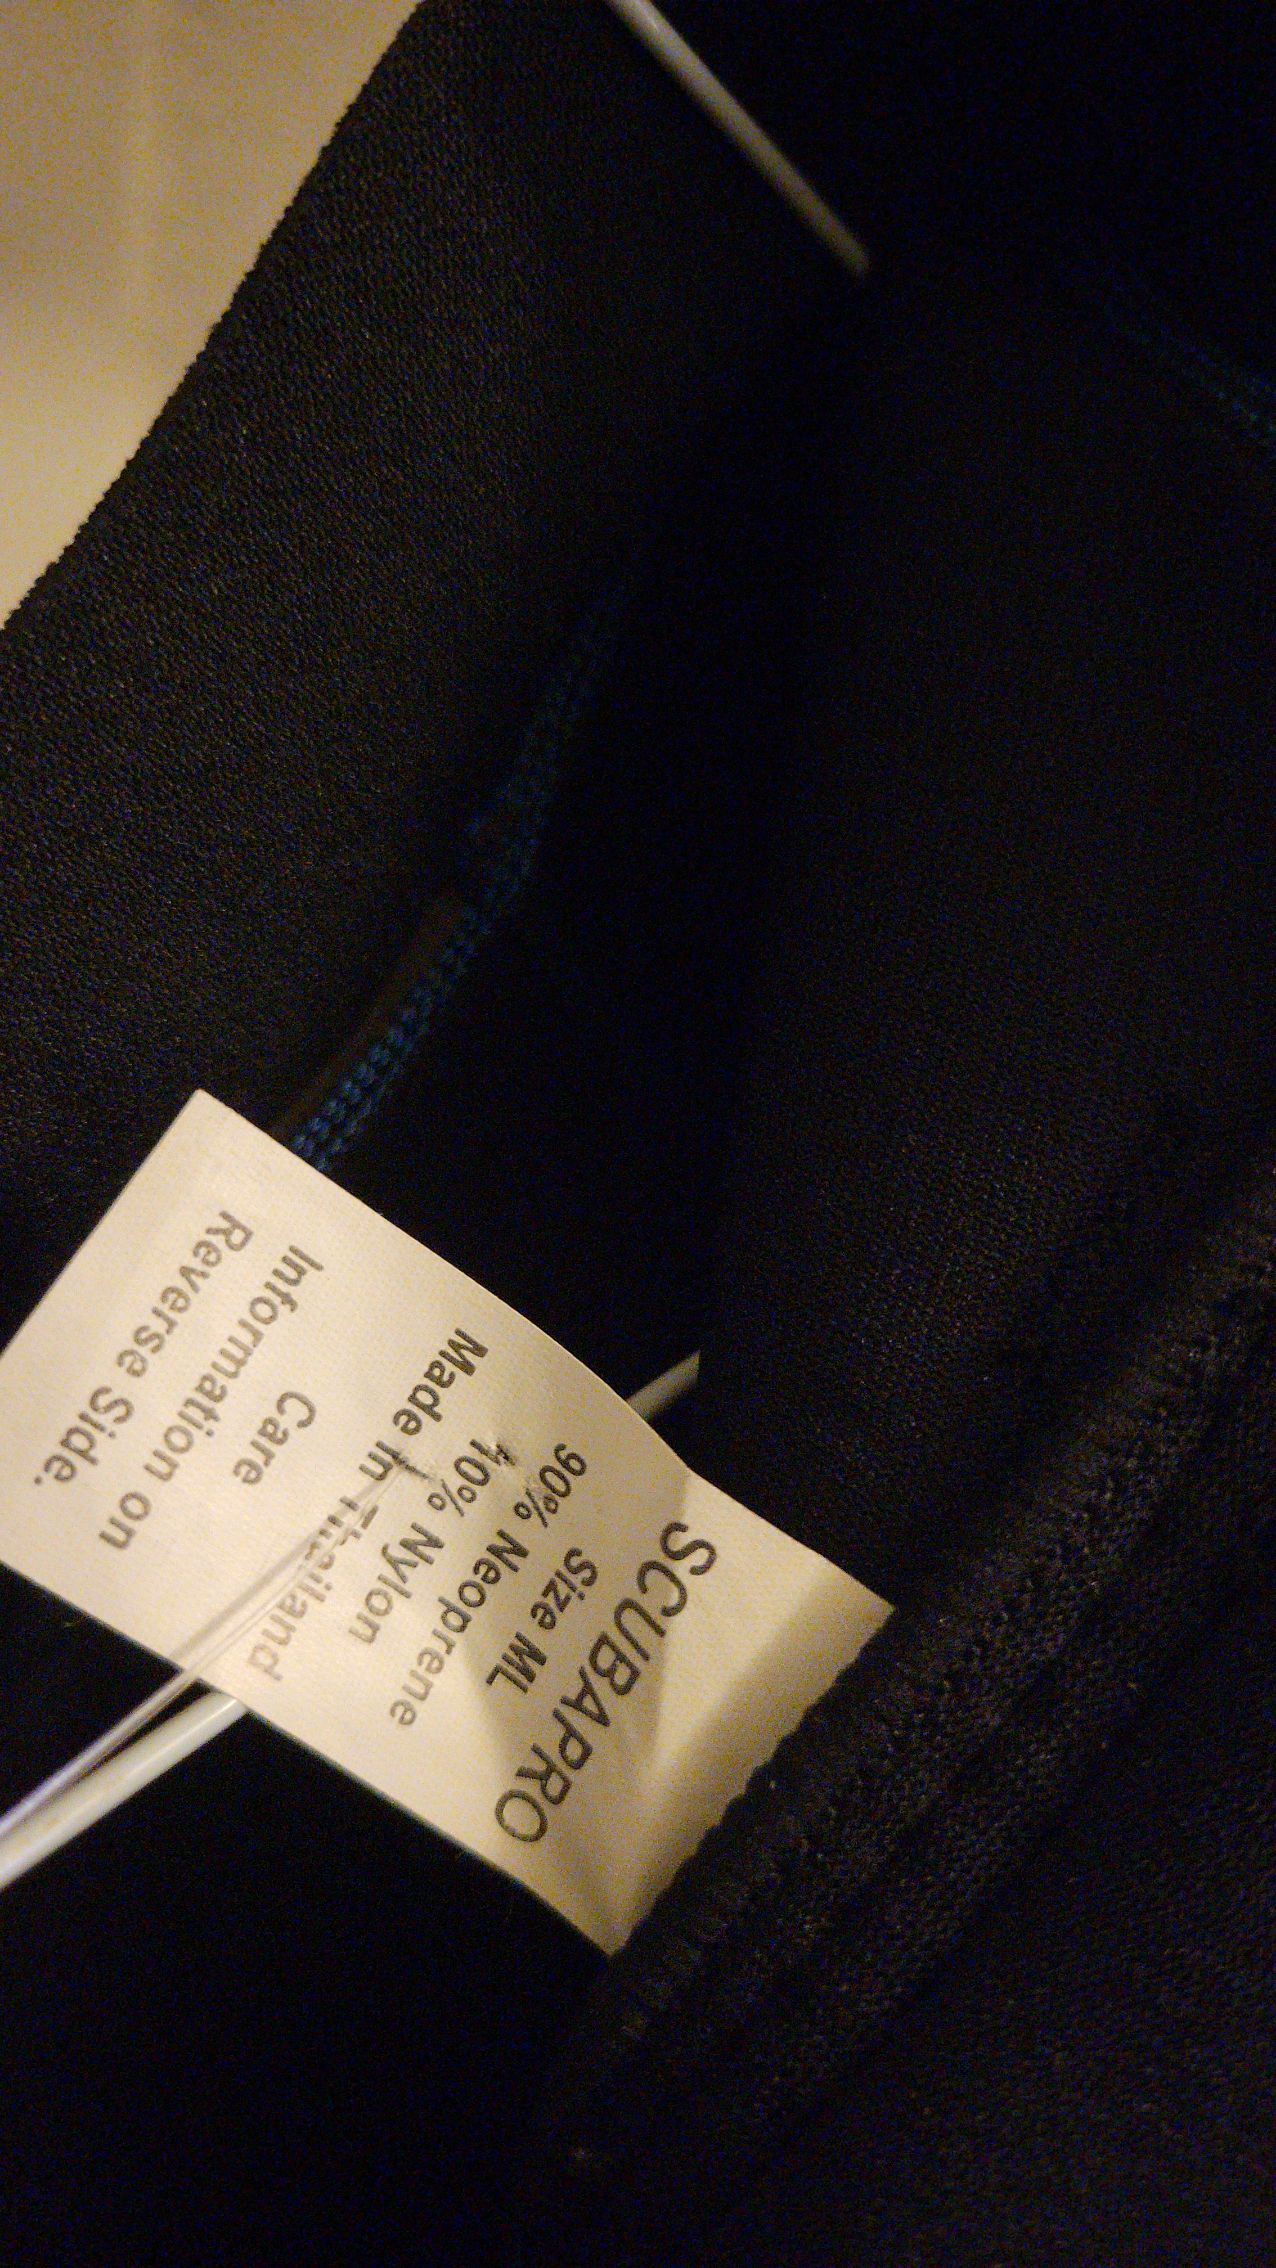 SCUBAPRO
Size ML
90% Neoprene
10% Nylon
Made in Thailand
Care
Information on
Reverse Side.